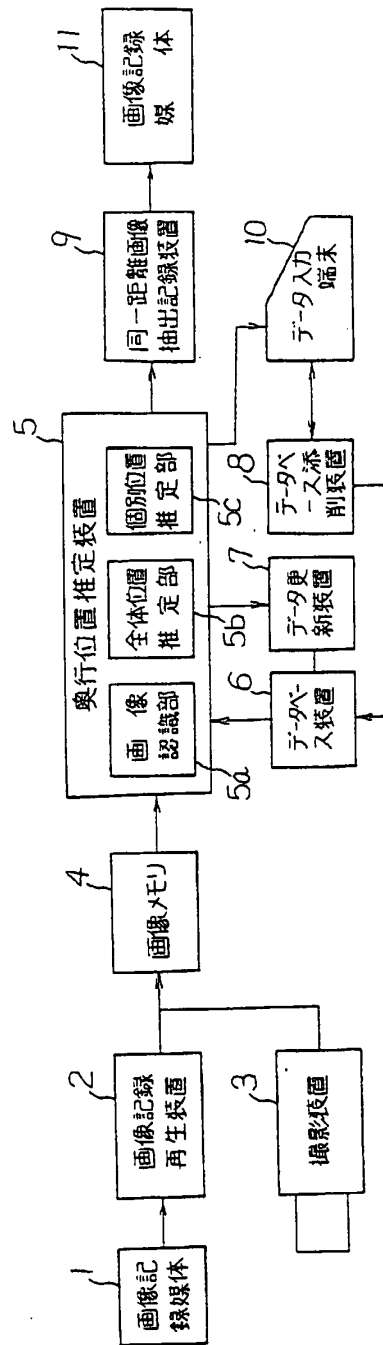 1
画像記
録媒体
2
画像記録
再生装置
3
撮影装置
4
画像メモリ
5
奥行位置推定装置
画像
認識部
5a
全体位置
推定部
5b
個別位置
推定部
5c
6
データベー
ス装置
7
データ更
新装置
8
データベ
ース添
削装置
9
同一距離画像
抽出記録装置
10
データ入力
端末
11
画像記録
媒体